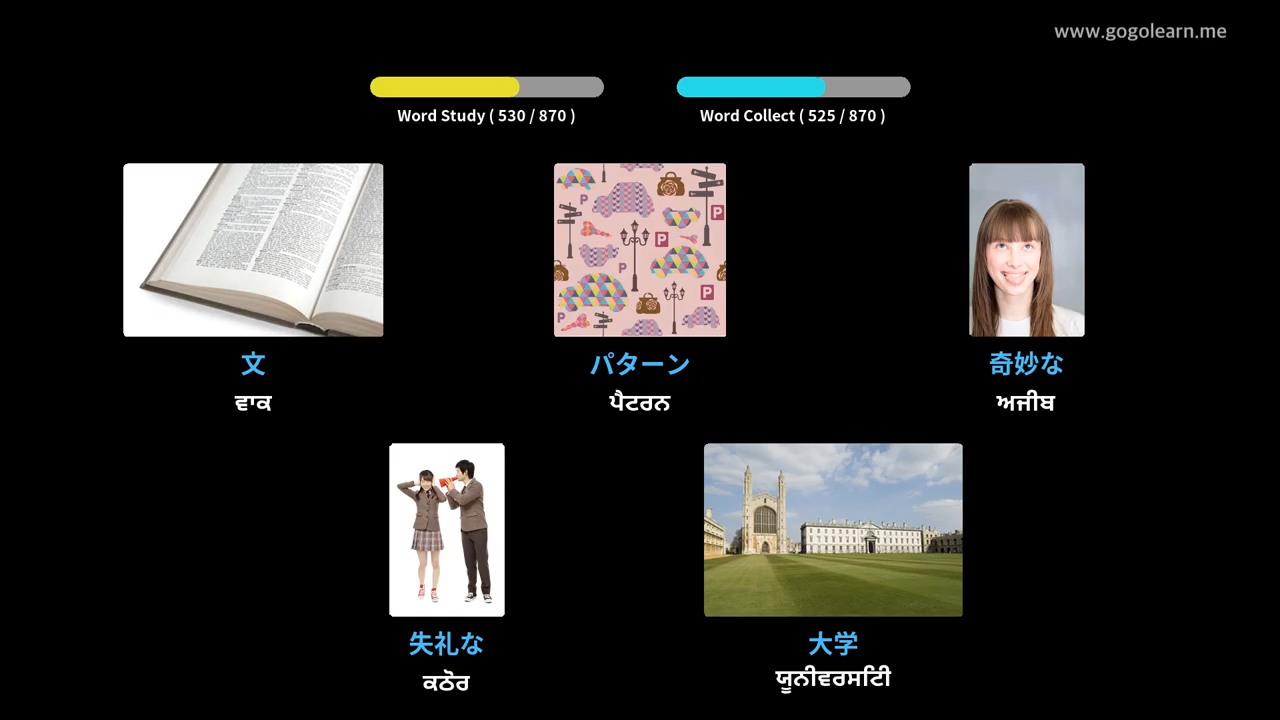 www.gogolearn.me
Word Study ( 530 / 870 )
Word Collect ( 525 / 870 )
文
パターン
奇妙な
ਵਾਕ
ਪੈਟਰਨ
ਅਜੀਬ
失礼な
大学
ਕਠੋਰ
ਯੂਨੀਵਰਸਿਟੀ